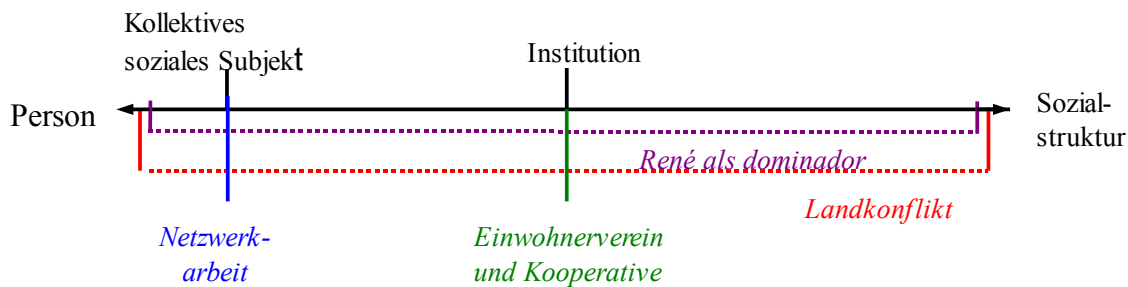 Kollektives
soziales Subjekt
Institution
Person
Sozial-
struktur
René als dominador
Landkonflikt
Netzwerk-
arbeit
Einwohnerverein
und Kooperative